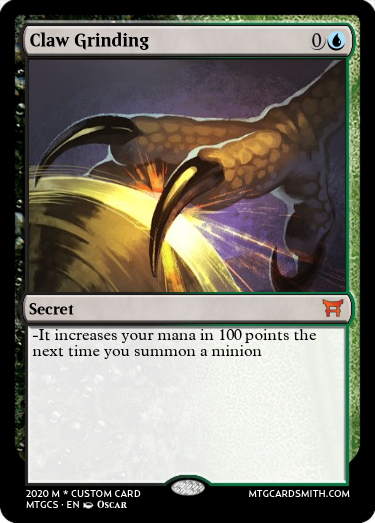 Claw Grinding 0
Secret
-It increases your mana in 100 points the
next time you summon a minion
2020 M * CUSTOM CARD
MTGCS · EN OSCAR
MTGCARDSMITH.COM